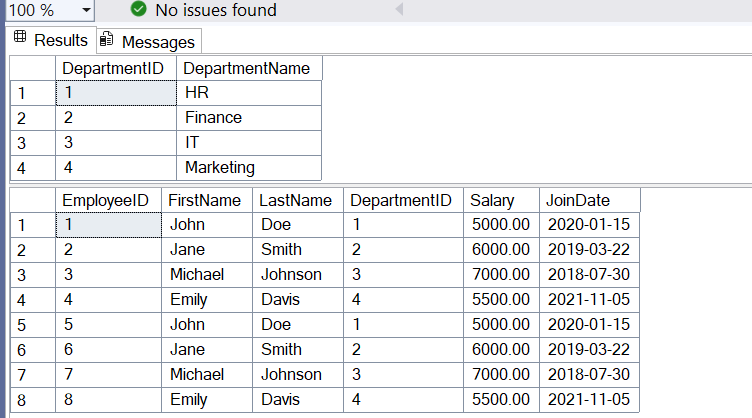 100 % No issues found
Results Messages
DepartmentID DepartmentName
1 1 HR
2 2 Finance
3 3 IT
4 4 Marketing
EmployeeID FirstName LastName DepartmentID Salary JoinDate
1 1 John Doe 1 5000.00 2020-01-15
2 2 Jane Smith 2 6000.00 2019-03-22
3 3 Michael Johnson 3 7000.00 2018-07-30
4 4 Emily Davis 4 5500.00 2021-11-05
5 5 John Doe 1 5000.00 2020-01-15
6 6 Jane Smith 2 6000.00 2019-03-22
7 7 Michael Johnson 3 7000.00 2018-07-30
8 8 Emily Davis 4 5500.00 2021-11-05